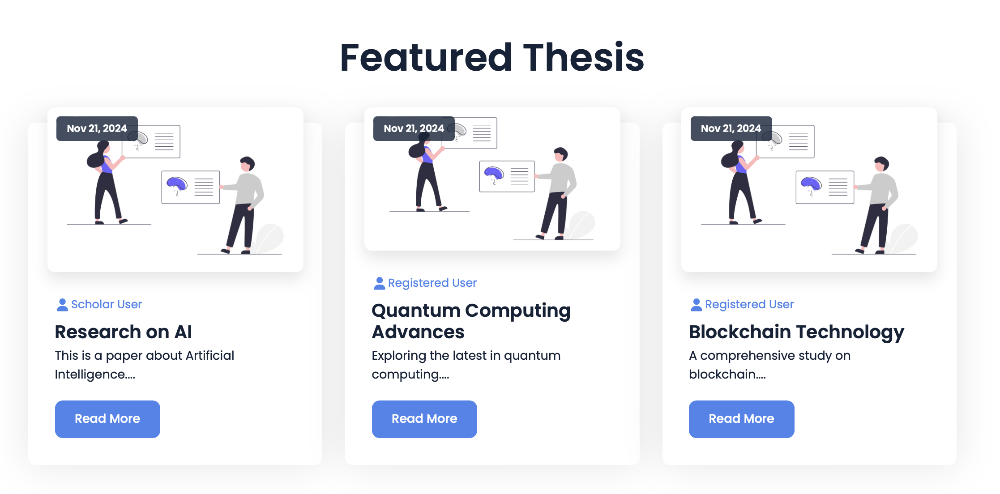 Featured Thesis
Nov 21, 2024
Scholar User
Research on AI
This is a paper about Artificial
Intelligence....
Read More
Nov 21, 2024
Registered User
Quantum Computing
Advances
Exploring the latest in quantum
computing....
Read More
Nov 21, 2024
Registered User
Blockchain Technology
A comprehensive study on
blockchain....
Read More